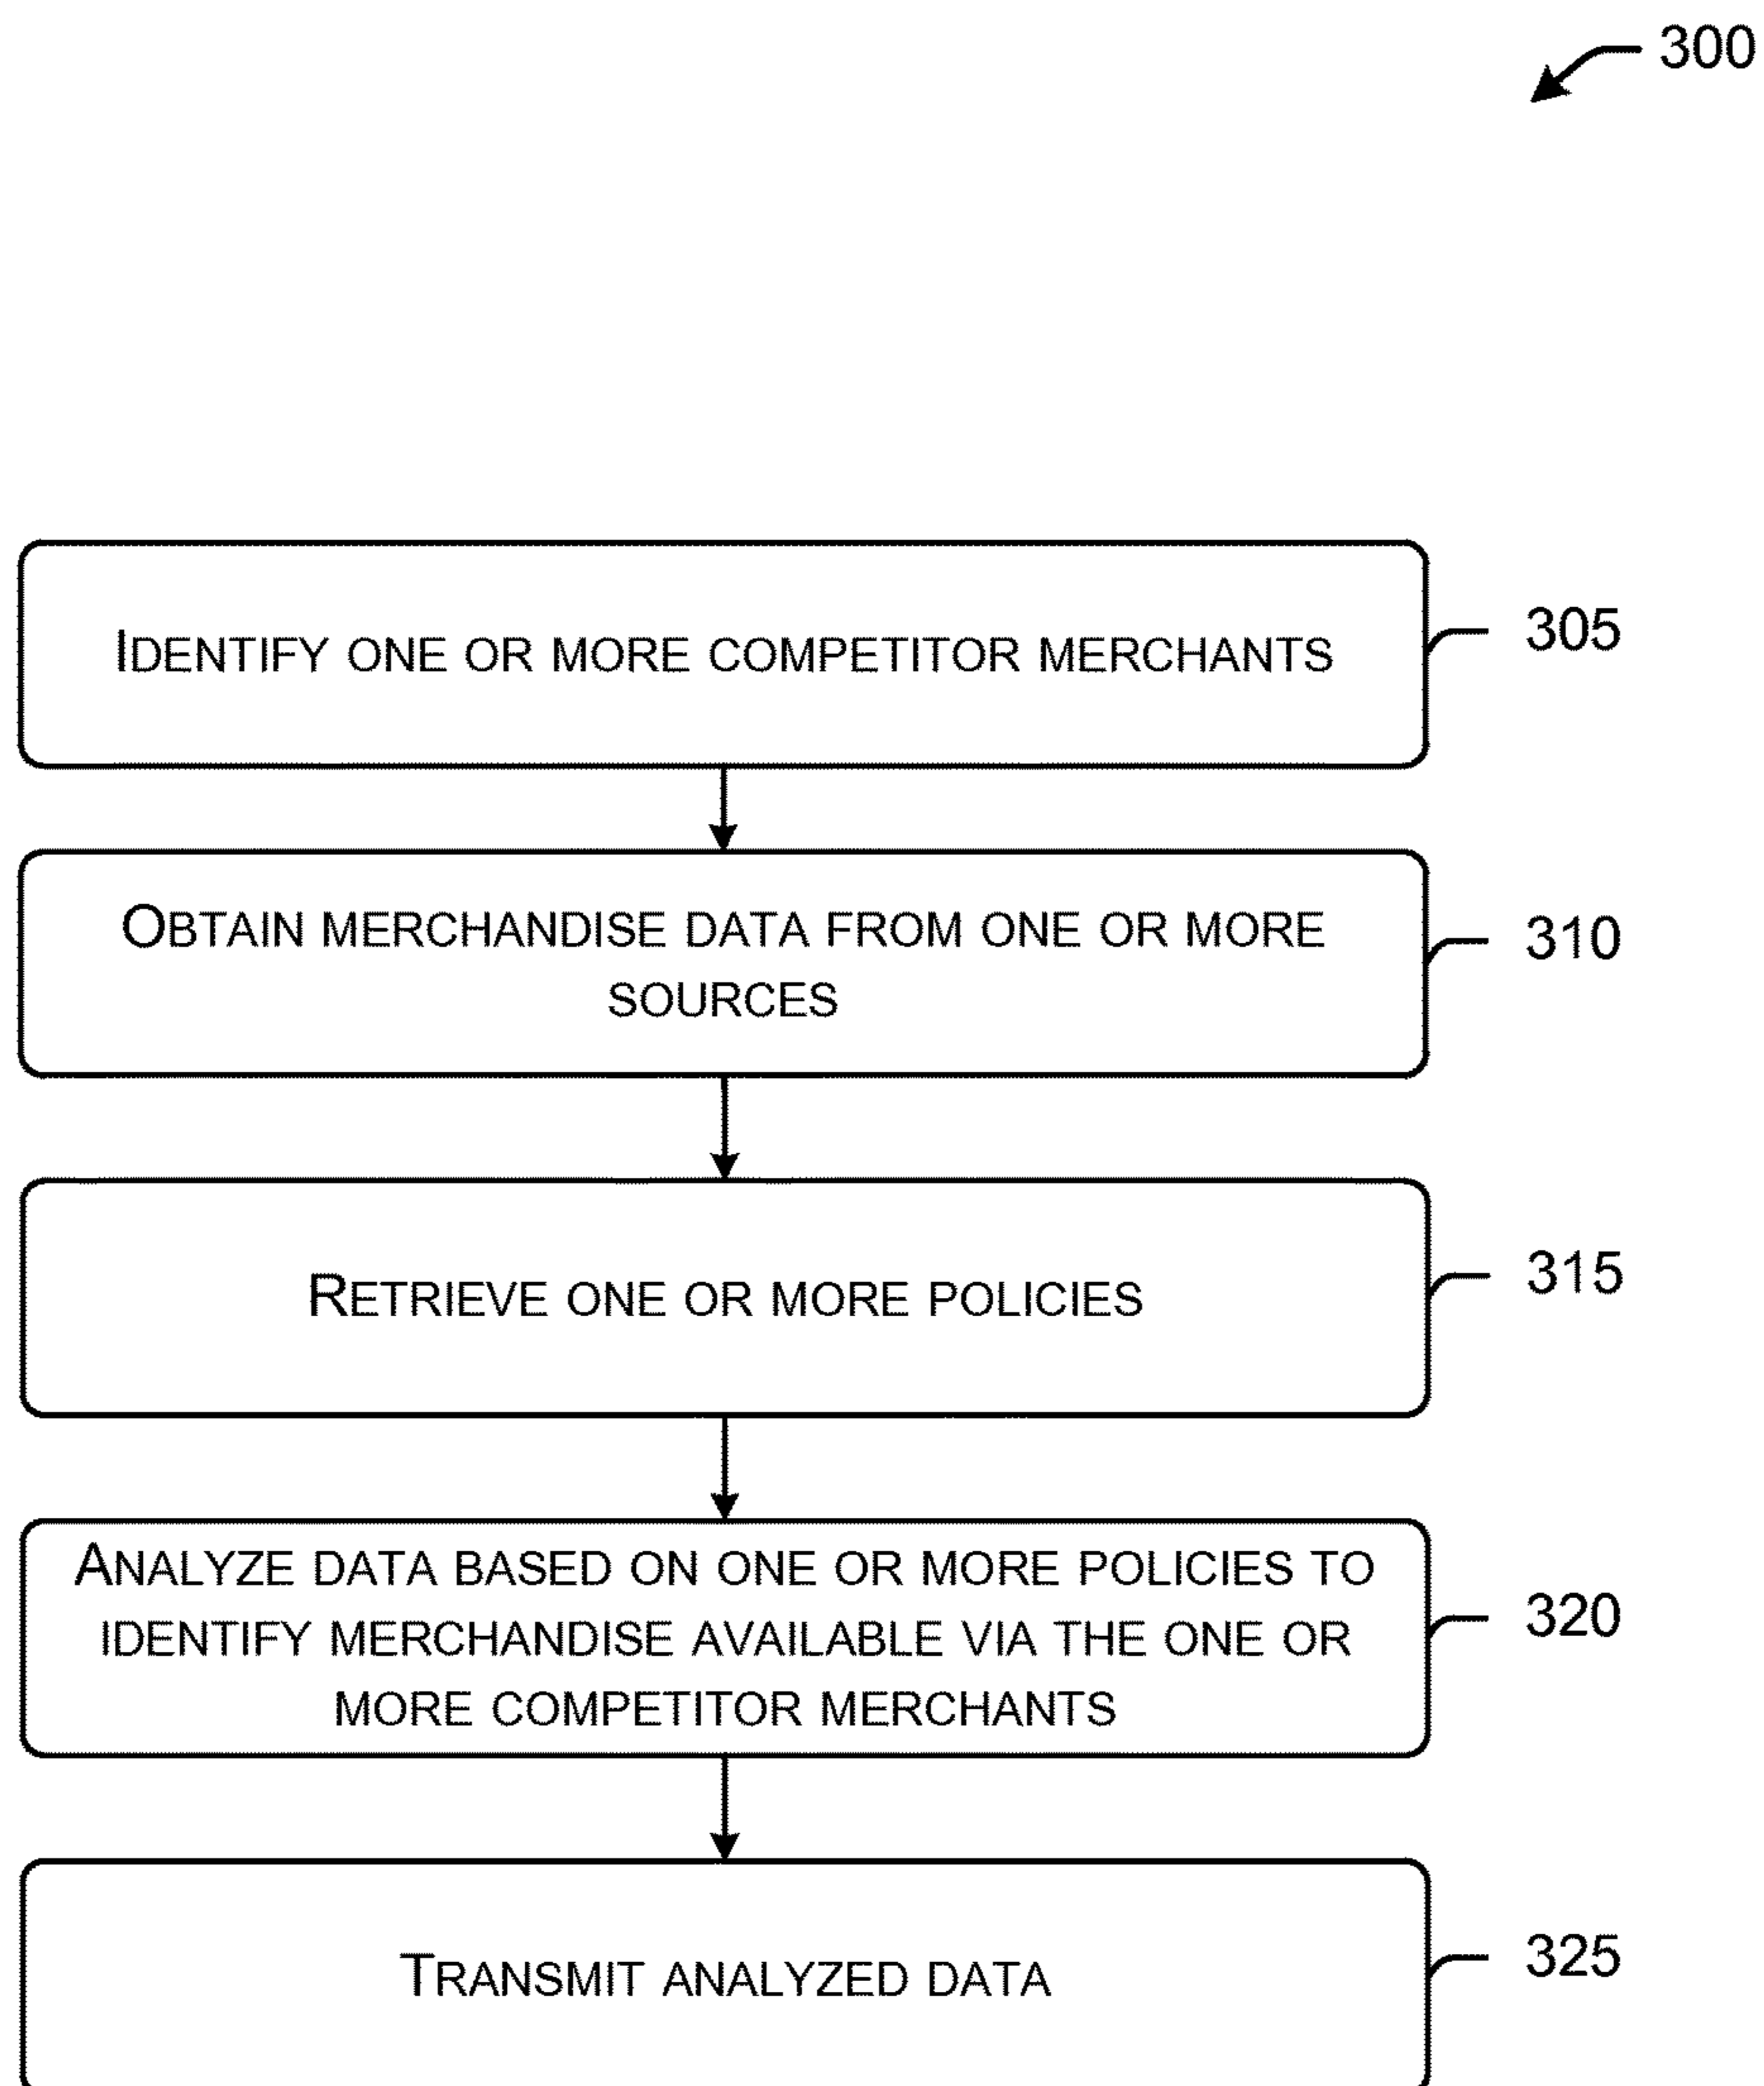 300
IDENTIFY ONE OR MORE COMPETITOR MERCHANTS
305
OBTAIN MERCHANDISE DATA FROM ONE OR MORE
SOURCES
310
RETRIEVE ONE OR MORE POLICIES
315
ANALYZE DATA BASED ON ONE OR MORE POLICIES TO
IDENTIFY MERCHANDISE AVAILABLE VIA THE ONE OR
MORE COMPETITOR MERCHANTS
320
TRANSMIT ANALYZED DATA
325